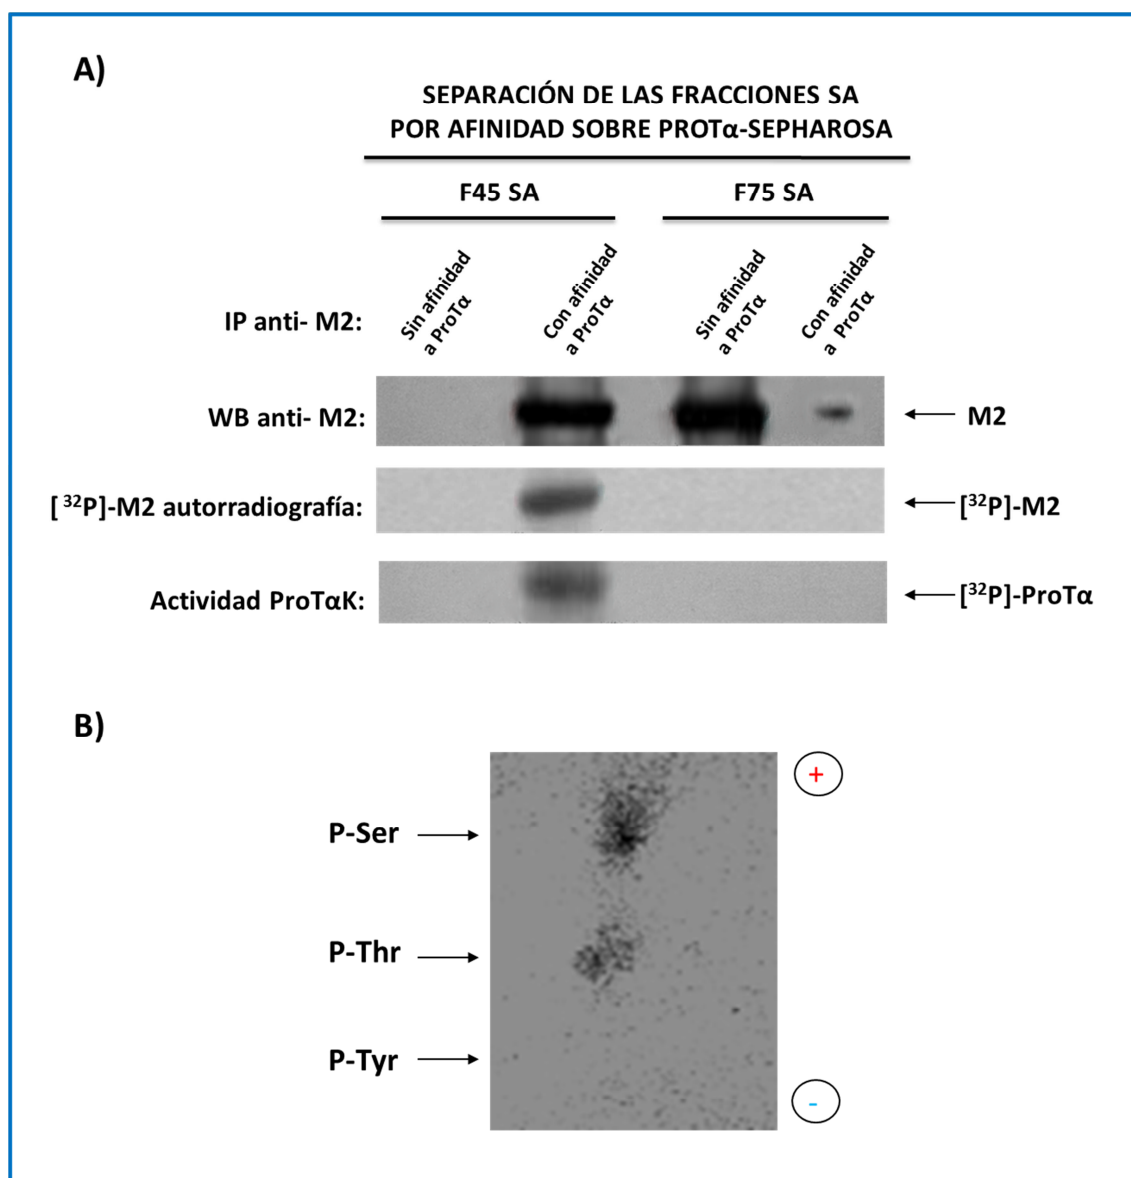 A)
SEPARACIÓN DE LAS FRACCIONES SA
POR AFINIDAD SOBRE PROTα-SEPHAROSA
F45 SA
F75 SA
IP anti- M2:
Sin afinidad
a ProTα
Con afinidad
a ProTα
Sin afinidad
a ProTα
Con afinidad
a ProTα
WB anti- M2:
M2
[ ³²P]-M2 autorradiografía:
[³²P]-M2
Actividad ProTαK:
[³²P]-ProTα
B)
+
P-Ser
P-Thr
P-Tyr
-